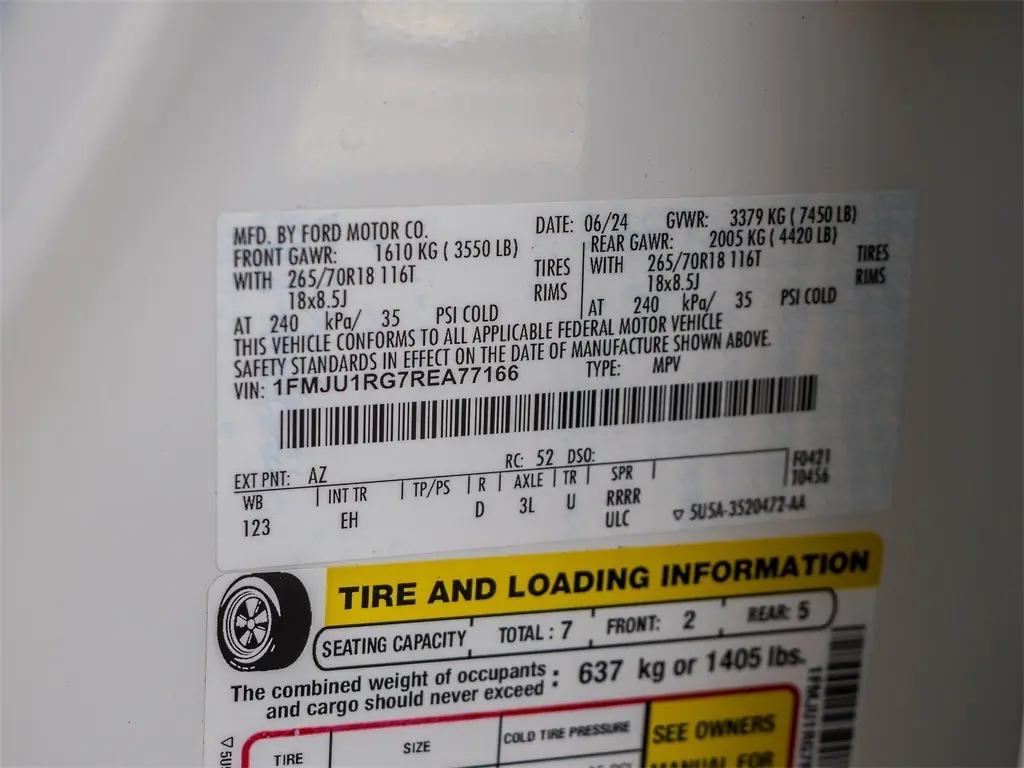 MFD. BY FORD MOTOR CO. DATE: 06/24 GVWR: 3379 KG ( 7450 LB)
FRONT GAWR: 1610 KG ( 3550 LB) REAR GAWR: 2005 KG ( 4420 LB)
WITH 265/70R18 116T TIRES WITH 265/70R18 116T TIRES
18x8.5J RIMS 18x8.5J RIMS
AT 240 kPa/ 35 PSI COLD AT 240 kPa/ 35 PSI COLD
THIS VEHICLE CONFORMS TO ALL APPLICABLE FEDERAL MOTOR VEHICLE
SAFETY STANDARDS IN EFFECT ON THE DATE OF MANUFACTURE SHOWN ABOVE.
VIN: 1FMJU1RG7REA77166 TYPE: MPV
EXT PNT: AZ RC: 52 DSO: F0421
WB INT TR TP/PS R AXLE TR SPR T0456
123 EH D 3L U RRRR
ULC 5U5A-3520472-AA
TIRE AND LOADING INFORMATION
SEATING CAPACITY TOTAL : 7 FRONT: 2 REAR: 5
The combined weight of occupants
and cargo should never exceed : 637 kg or 1405 lbs.
TIRE SIZE COLD TIRE PRESSURE SEE OWNERS
MANUAL FOR